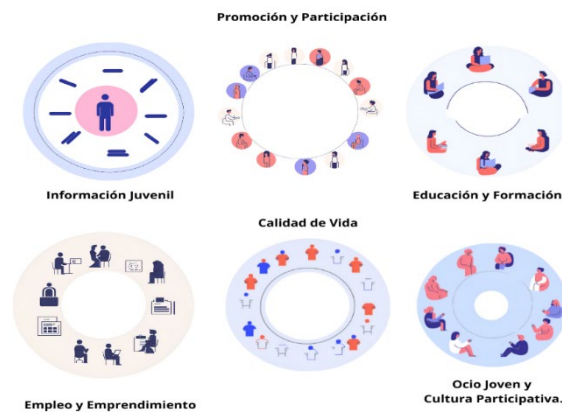 Promoción y Participación
Información Juvenil
Educación y Formación
Calidad de Vida
Empleo y Emprendimiento
Ocio Joven y
Cultura Participativa.